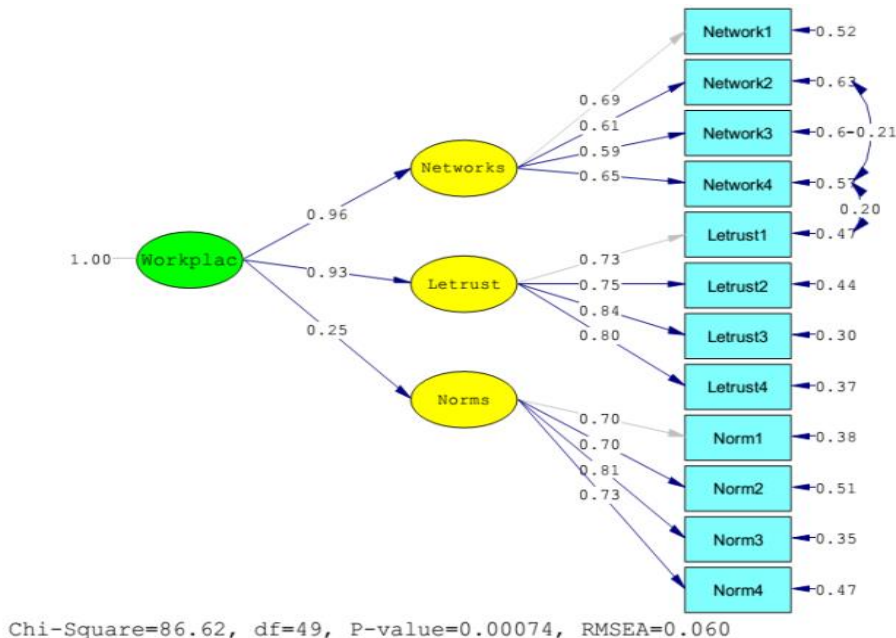 Network1
0.52
Network2
0.63
0.69
0.61
Network3
0.6
-0.21
0.59
Networks
0.65
Network4
0.57
0.20
0.96
Letrust1
0.47
1.00
Workplac
0.73
0.93
Letrust
0.75
Letrust2
0.44
0.84
0.25
0.80
Letrust3
0.30
Letrust4
0.37
Norms
0.70
Norm1
0.38
0.70
0.81
Norm2
0.51
0.73
Norm3
0.35
Norm4
0.47
Chi-Square=86.62, df=49, P-value=0.00074, RMSEA=0.060